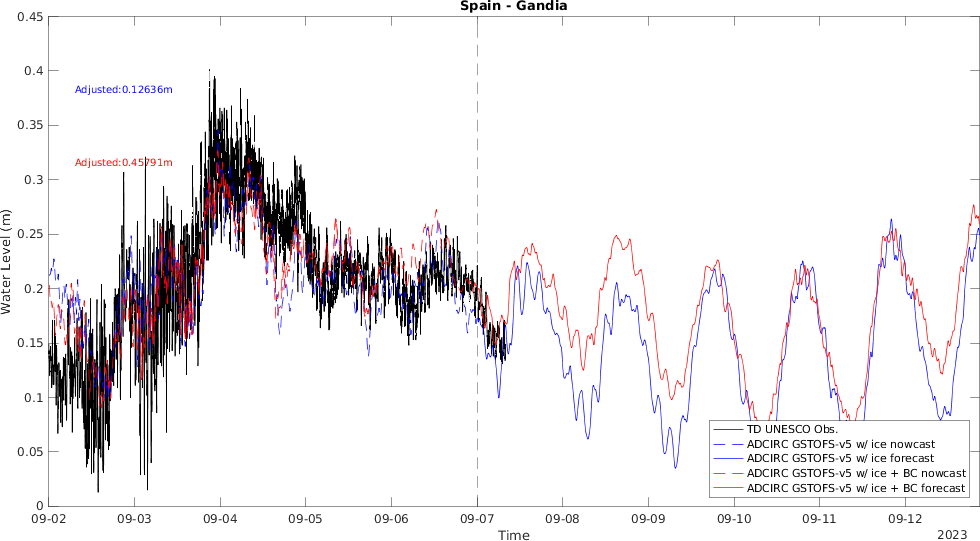 Spain - Gandia
0.45
0.4
0.35
0.3
0.25
0.2
0.15
0.1
0.05
0
Water Level (m)
Adjusted:0.12636m
Adjusted:0.45791m
TD UNESCO Obs.
ADCIRC GSTOFS-v5 w/ ice nowcast
ADCIRC GSTOFS-v5 w/ ice forecast
ADCIRC GSTOFS-v5 w/ ice + BC nowcast
ADCIRC GSTOFS-v5 w/ ice + BC forecast
09-02 09-03 09-04 09-05 09-06 09-07 09-08 09-09 09-10 09-11 09-12
Time
2023